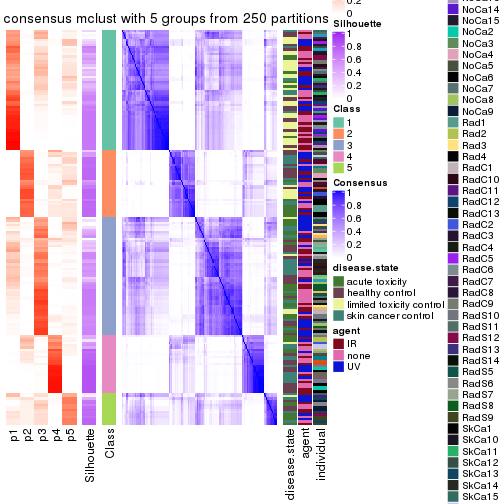 consensus mclust with 5 groups from 250 partitions
p1
p2
p3
p4
p5
Silhouette
Class
disease.state
agent
individual
0.2
0
Silhouette
1
0.8
0.6
0.4
0.2
0
Class
1
2
3
4
5
Consensus
1
0.8
0.6
0.4
0.2
0
disease.state
acute toxicity
healthy control
limited toxicity control
skin cancer control
agent
IR
none
UV
NoCa14
NoCa15
NoCa2
NoCa3
NoCa4
NoCa5
NoCa6
NoCa7
NoCa8
NoCa9
Rad1
Rad2
Rad3
Rad4
RadC1
RadC10
RadC11
RadC12
RadC13
RadC2
RadC3
RadC4
RadC5
RadC6
RadC7
RadC8
RadC9
RadS10
RadS11
RadS12
RadS13
RadS14
RadS5
RadS6
RadS7
RadS8
RadS9
SkCa1
SkCa10
SkCa11
SkCa12
SkCa13
SkCa14
SkCa15